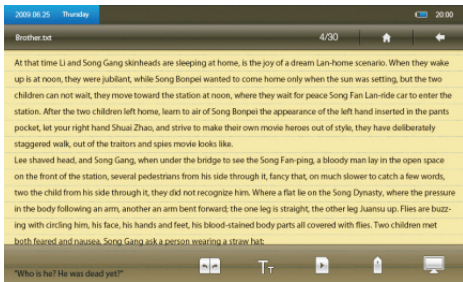 2009.06.25 Thursday 20:00
Brother.txt 4/30
At that time Li and Song Gang skinheads are sleeping at home, is the joy of a dream Lan-home scenario. When they wake
up is at noon, they were jubilant, while Song Bonpei wanted to come home only when the sun was setting, but the two
children can not wait, they move toward the station at noon, where they wait for peace Song Fan Lan-ride car to enter the
station. After the two children left home, learn to air of Song Bonpei the appearance of the left hand inserted in the pants
pocket, let your right hand Shuai Zhao, and strive to make their own movie heroes out of style, they have deliberately
staggered walk, out of the traitors and spies movie looks like.
Lee shaved head, and Song Gang, when under the bridge to see the Song Fan-ping, a bloody man lay in the open space
on the front of the station, several pedestrians from his side through it, fancy that, on much slower to catch a few words,
two the child from his side through it, they did not recognize him. Where a flat lie on the Song Dynasty, where the pressure
in the body following an arm, another an arm bent forward; the one leg is straight, the other leg Juansu up. Flies are buzz-
ing with circling him, his face, his hands and feet, his blood-stained body parts all covered with flies. Two children met
both feared and nausea, Song Gang ask a person wearing a straw hat:
"Who is he? He was dead yet?"
TT